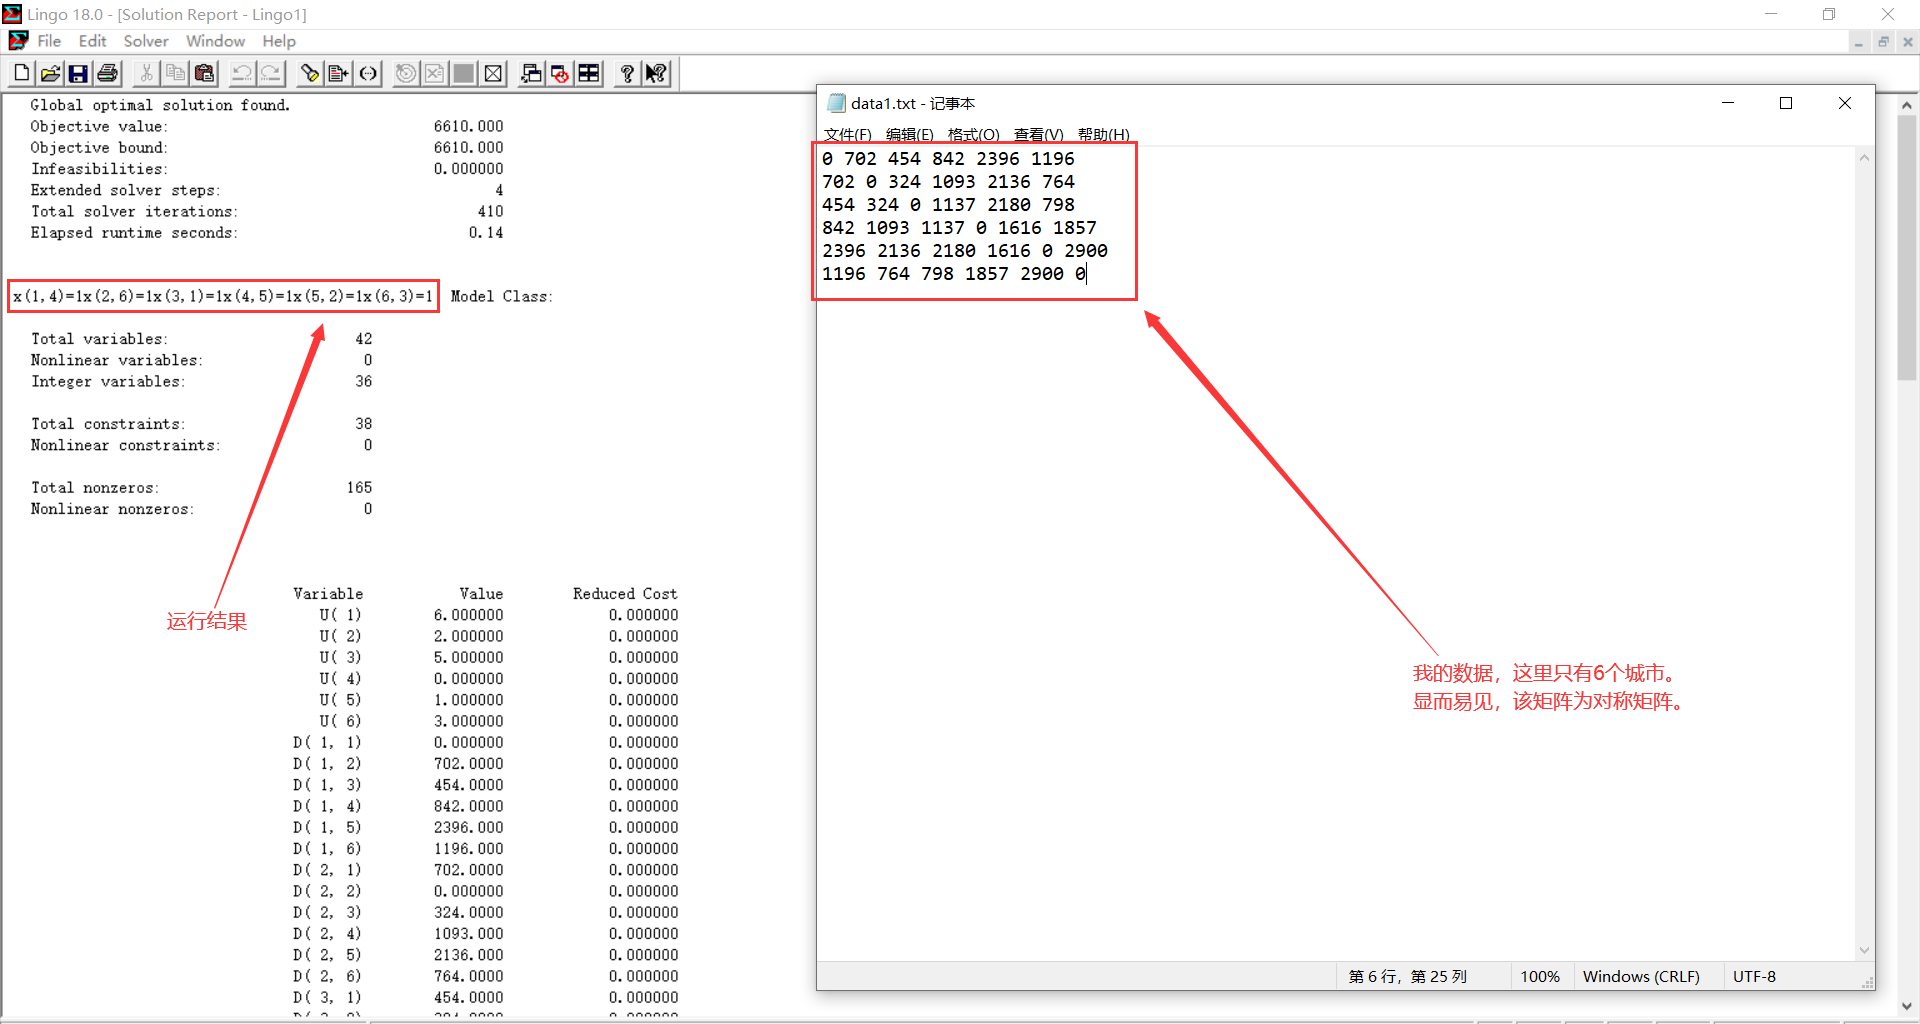 Lingo 18.0 - [Solution Report - Lingo1]
File Edit Solver Window Help
Global optimal solution found.
Objective value: 6610.000
Objective bound: 6610.000
Infeasibilities: 0.000000
Extended solver steps: 4
Total solver iterations: 410
Elapsed runtime seconds: 0.14
x(1,4)=1x(2,6)=1x(3,1)=1x(4,5)=1x(5,2)=1x(6,3)=1 Model Class:
Total variables: 42
Nonlinear variables: 0
Integer variables: 36
Total constraints: 38
Nonlinear constraints: 0
Total nonzeros: 165
Nonlinear nonzeros: 0
运行结果
Variable Value Reduced Cost
U( 1) 6.000000 0.000000
U( 2) 2.000000 0.000000
U( 3) 5.000000 0.000000
U( 4) 0.000000 0.000000
U( 5) 1.000000 0.000000
U( 6) 3.000000 0.000000
D( 1, 1) 0.000000 0.000000
D( 1, 2) 702.0000 0.000000
D( 1, 3) 454.0000 0.000000
D( 1, 4) 842.0000 0.000000
D( 1, 5) 2396.000 0.000000
D( 1, 6) 1196.000 0.000000
D( 2, 1) 702.0000 0.000000
D( 2, 2) 0.000000 0.000000
D( 2, 3) 324.0000 0.000000
D( 2, 4) 1093.000 0.000000
D( 2, 5) 2136.000 0.000000
D( 2, 6) 764.0000 0.000000
D( 3, 1) 454.0000 0.000000
data1.txt - 记事本
文件(F) 编辑(E) 格式(O) 查看(V) 帮助(H)
0 702 454 842 2396 1196
702 0 324 1093 2136 764
454 324 0 1137 2180 798
842 1093 1137 0 1616 1857
2396 2136 2180 1616 0 2900
1196 764 798 1857 2900 0
我的数据，这里只有6个城市。
显而易见，该矩阵为对称矩阵。
第 6 行，第 25 列 100% Windows (CRLF) UTF-8